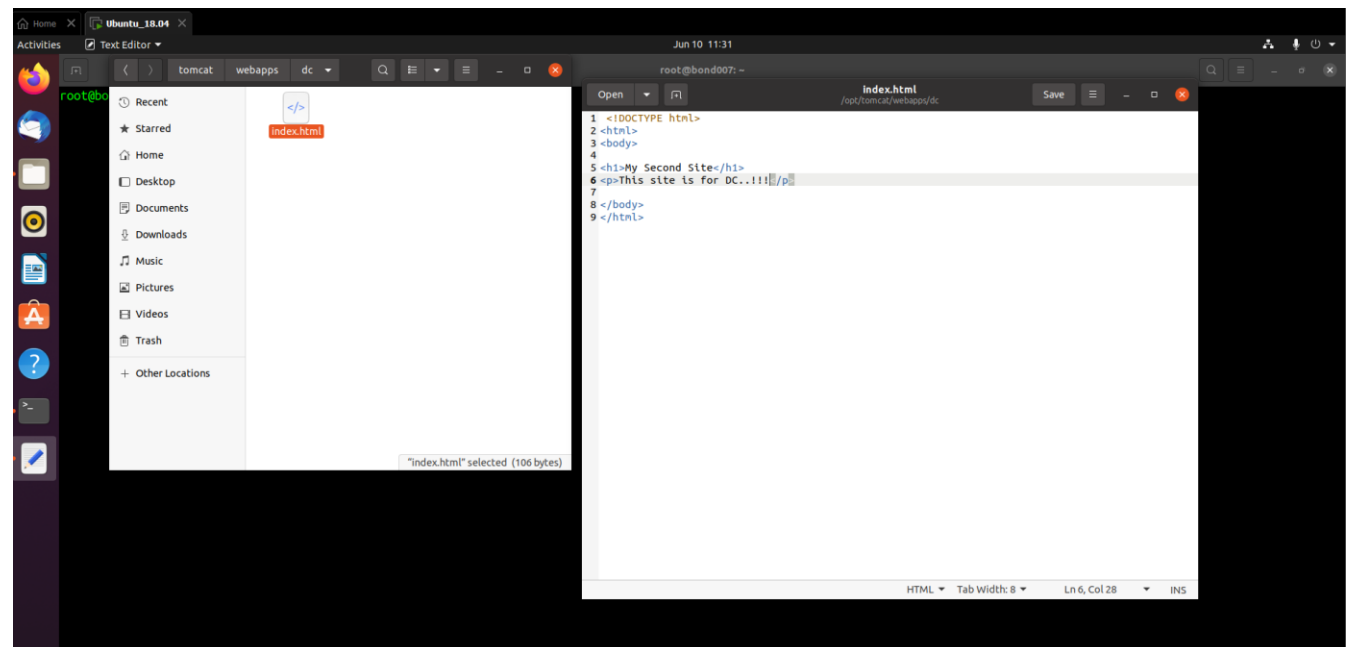 Home
Ubuntu_18.04
Activities
Text Editor
Jun 10 11:31
tomcat webapps dc
root@bond007: ~
root@bo
Recent
Starred
Home
Desktop
Documents
Downloads
Music
Pictures
Videos
Trash
+ Other Locations
</>
index.html
"index.html" selected (106 bytes)
Open
index.html
/opt/tomcat/webapps/dc
Save
1 <!DOCTYPE html>
2 <html>
3 <body>
4
5 <h1>My Second Site</h1>
6 <p>This site is for DC..!!!</p>
7
8 </body>
9 </html>
HTML Tab Width: 8 Ln 6, Col 28 INS